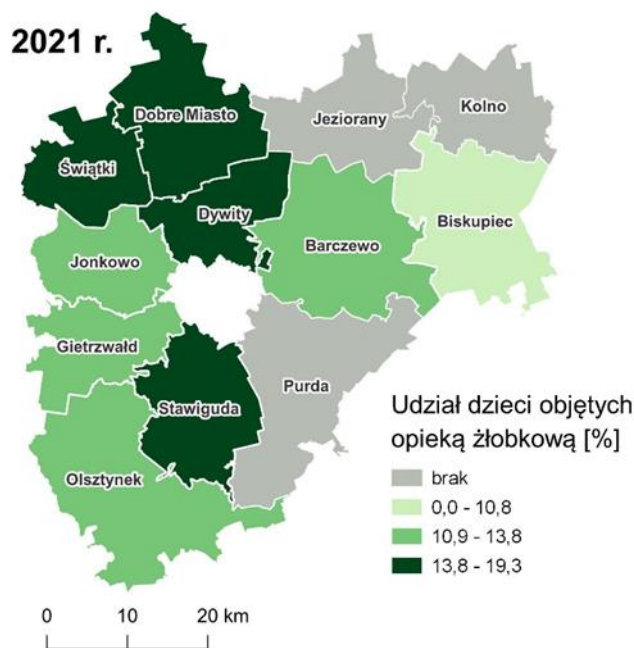 2021 r.
Dobre Miasto
Jeziorany
Kolno
Świątki
Dywity
Biskupiec
Barczewo
Jonkowo
Gietrzwałd
Purda
Stawiguda
Olsztynek
Udział dzieci objętych
opieką żłobkową [%]
brak
0,0 - 10,8
10,9 - 13,8
13,8 - 19,3
0 10 20 km